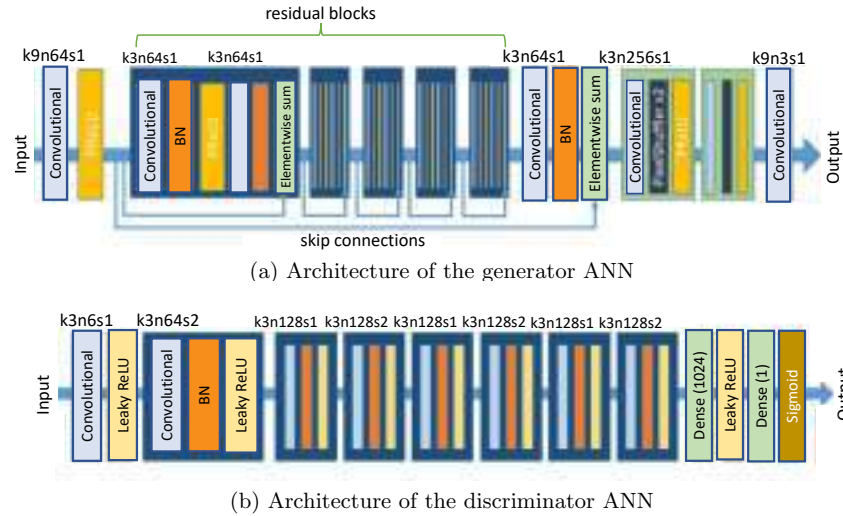 residual blocks
k9n64s1
k3n64s1 k3n64s1
k3n64s1
k3n256s1
k9n3s1
Input
Convolutional
Convolutional
BN
Elementwise sum
Convolutional
BN
Elementwise sum
Convolutional
Convolutional
Output
skip connections
(a) Architecture of the generator ANN
k3n6s1
k3n64s2
k3n128s1
k3n128s2
k3n128s1
k3n128s2
k3n128s1
k3n128s2
Input
Convolutional
Leaky ReLU
Convolutional
BN
Leaky ReLU
Dense (1024)
Leaky ReLU
Dense (1)
Sigmoid
Output
(b) Architecture of the discriminator ANN